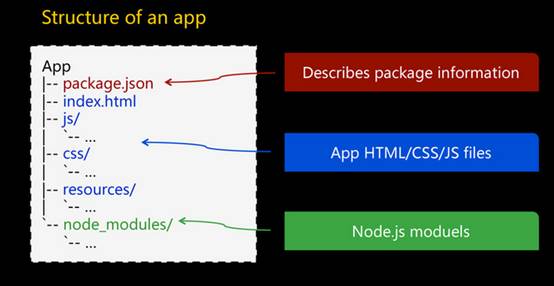 Structure of an app
App
|-- package.json
|-- index.html
|-- js/
| `-- ...
|-- css/
| `-- ...
|-- resources/
| `-- ...
`-- node_modules/
`-- ...
Describes package information
App HTML/CSS/JS files
Node.js moduels